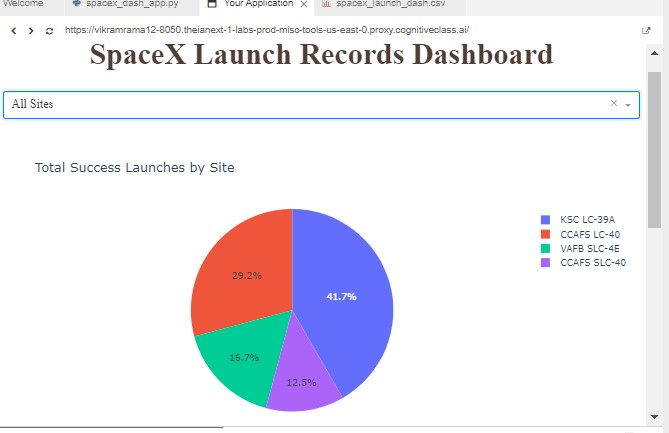 Welcome spacex_dash_app.py Your Application × spacex_launch_dash.csv
https://vikramrama12-8050.theianext-1-labs-prod-misc-tools-us-east-0.proxy.cognitiveclass.ai/
SpaceX Launch Records Dashboard
All Sites ×
Total Success Launches by Site
KSC LC-39A
CCAFS LC-40
VAFB SLC-4E
CCAFS SLC-40
29.2%
41.7%
16.7%
12.5%